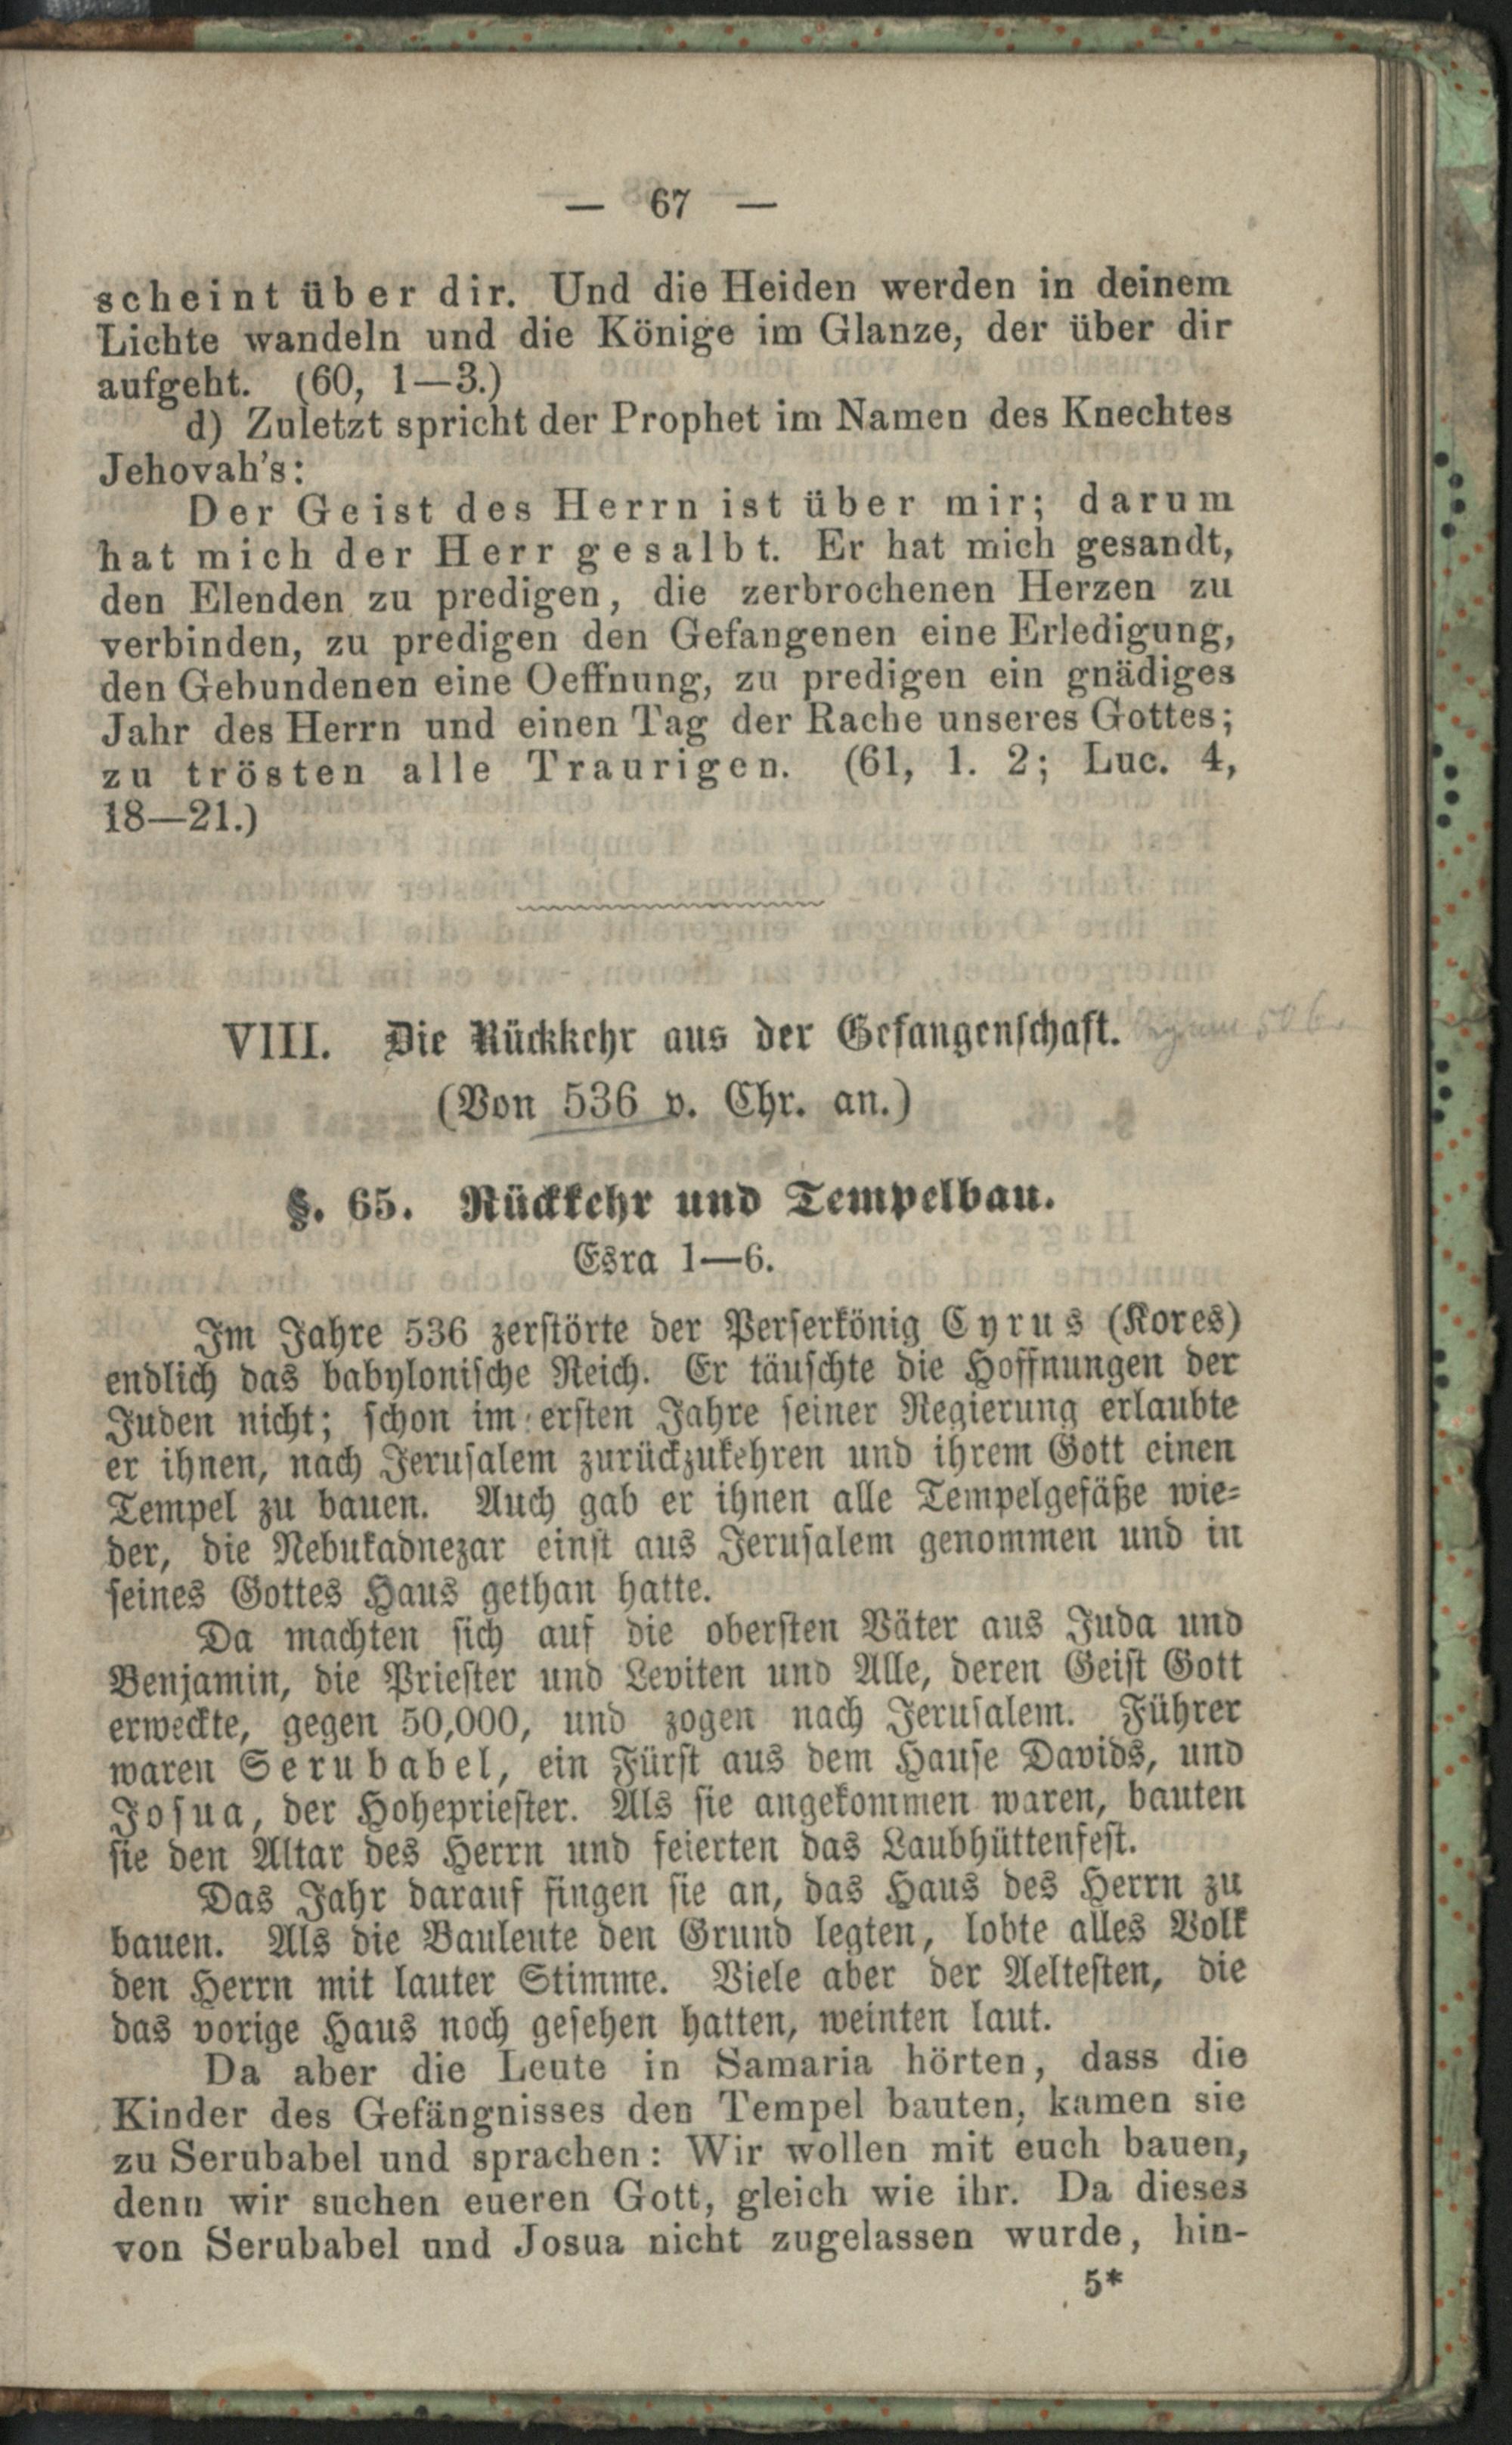 — 67 —
scheint über dir. Und die Heiden werden in deinem
Lichte wandeln und die Könige im Glanze, der über dir
aufgeht. (60, 1—3.)
d) Zuletzt spricht der Prophet im Namen des Knechtes
Jehovah's:
Der Geist des Herrn ist über mir; darum
hat mich der Herr gesalbt. Er hat mich gesandt,
den Elenden zu predigen, die zerbrochenen Herzen zu
verbinden, zu predigen den Gefangenen eine Erledigung,
den Gebundenen eine Oeffnung, zu predigen ein gnädiges
Jahr des Herrn und einen Tag der Rache unseres Gottes;
zu trösten alle Traurigen. (61, 1. 2; Luc. 4,
18—21.)
VIII. Die Rückkehr aus der Gefangenschaft.
(Von 536 v. Chr. an.)
§. 65. Rückkehr und Tempelbau.
Esra 1—6.
Im Jahre 536 zerstörte der Perserkönig Cyrus (Kores)
endlich das babylonische Reich. Er täuschte die Hoffnungen der
Juden nicht; schon im ersten Jahre seiner Regierung erlaubte
er ihnen, nach Jerusalem zurückzukehren und ihrem Gott einen
Tempel zu bauen. Auch gab er ihnen alle Tempelgefäße wie-
der, die Nebukadnezar einst aus Jerusalem genommen und in
seines Gottes Haus gethan hatte.
Da machten sich auf die obersten Väter aus Juda und
Benjamin, die Priester und Leviten und Alle, deren Geist Gott
erweckte, gegen 50,000, und zogen nach Jerusalem. Führer
waren Serubabel, ein Fürst aus dem Hause Davids, und
Josua, der Hohepriester. Als sie angekommen waren, bauten
sie den Altar des Herrn und feierten das Laubhüttenfest.
Das Jahr darauf fingen sie an, das Haus des Herrn zu
bauen. Als die Bauleute den Grund legten, lobte alles Volk
den Herrn mit lauter Stimme. Viele aber der Aeltesten, die
das vorige Haus noch gesehen hatten, weinten laut.
Da aber die Leute in Samaria hörten, dass die
Kinder des Gefängnisses den Tempel bauten, kamen sie
zu Serubabel und sprachen: Wir wollen mit euch bauen,
denn wir suchen eueren Gott, gleich wie ihr. Da dieses
von Serubabel und Josua nicht zugelassen wurde, hin-
5*